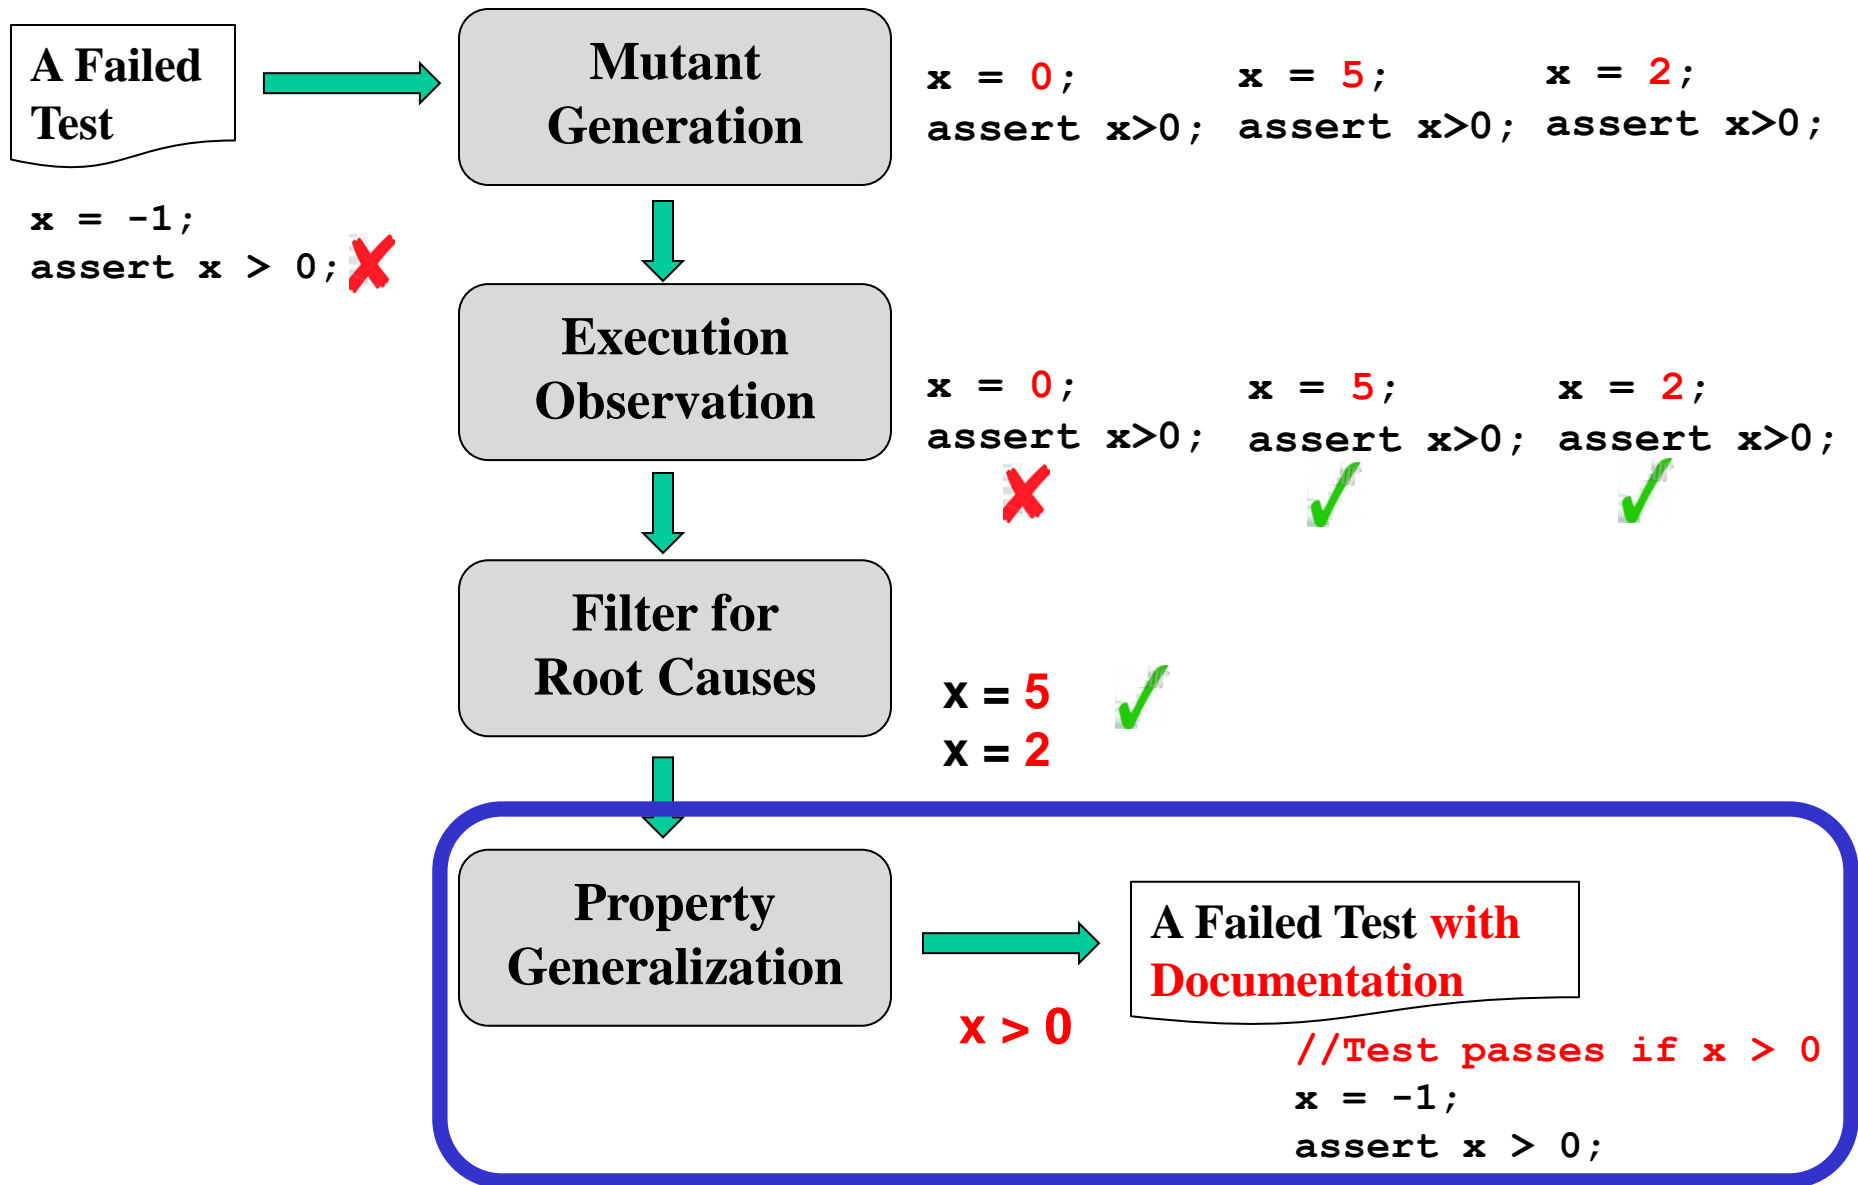 A Failed
Test
x = -1;
assert x > 0;
Mutant
Generation
x = 0;
assert x>0;
x = 5;
assert x>0;
x = 2;
assert x>0;
Execution
Observation
x = 0;
assert x>0;
x = 5;
assert x>0;
x = 2;
assert x>0;
Filter for
Root Causes
x = 5
x = 2
Property
Generalization
x > 0
A Failed Test with
Documentation
//Test passes if x > 0
x = -1;
assert x > 0;